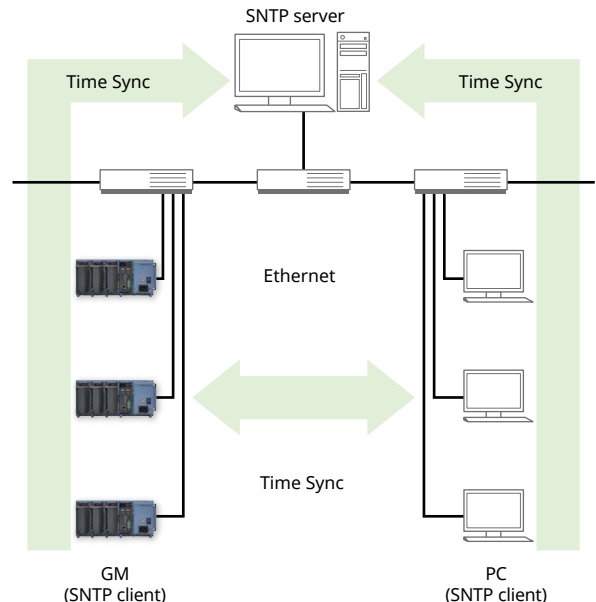 SNTP server
Time Sync
Time Sync
Ethernet
Time Sync
GM
(SNTP client)
PC
(SNTP client)